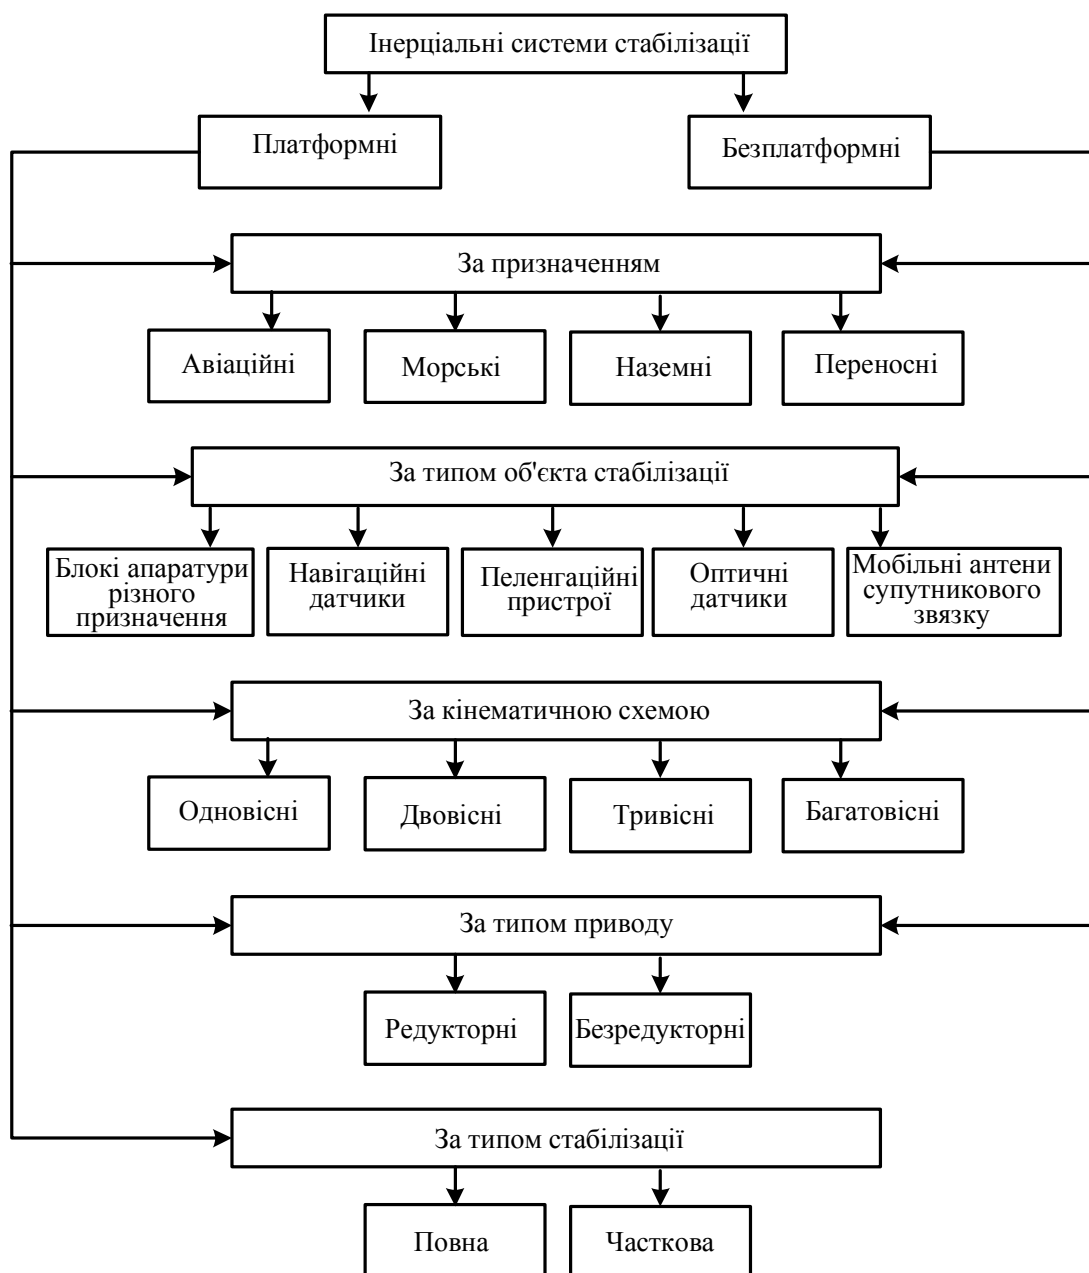 Інерціальні системи стабілізації
Платформні
Безплатформні
За призначенням
Авіаційні
Морські
Наземні
Переносні
За типом об'єкта стабілізації
Блокі апаратури
різного
призначення
Навігаційні
датчики
Пеленгаційні
пристрої
Оптичні
датчики
Мобільні антени
супутникового
звязку
За кінематичною схемою
Одновісні
Двовісні
Тривісні
Багатовісні
За типом приводу
Редукторні
Безредукторні
За типом стабілізації
Повна
Часткова